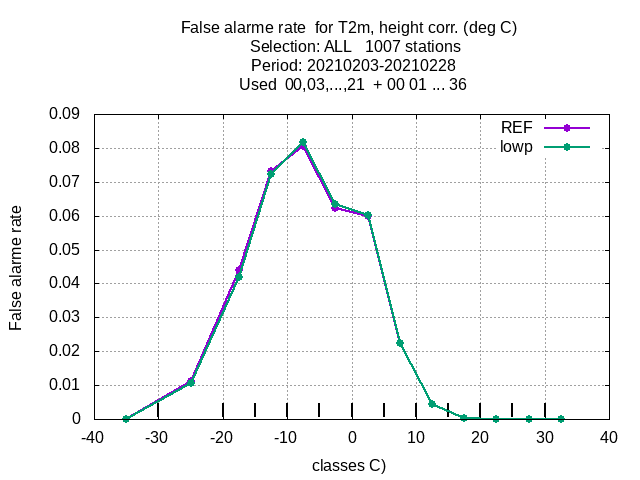 False alarme rate  for T2m, height corr. (deg C)
Selection: ALL   1007 stations
Period: 20210203-20210228
Used  00,03,...,21  + 00 01 ... 36
REF
lowp
False alarme rate
0.09
0.08
0.07
0.06
0.05
0.04
0.03
0.02
0.01
0
-40 -30 -20 -10 0 10 20 30 40
classes C)